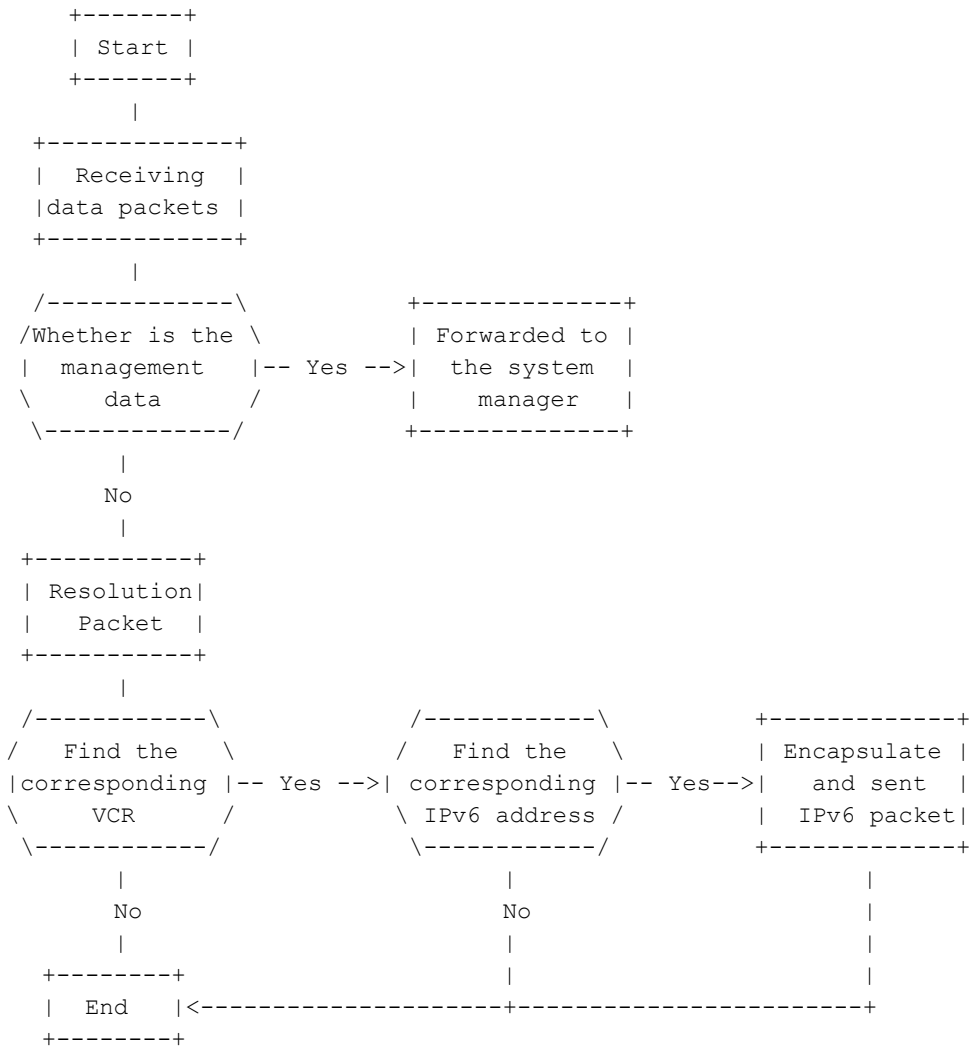 Start
Receiving
data packets
Whether is the
management
data
Yes
Forwarded to
the system
manager
No
Resolution
Packet
Find the
corresponding
VCR
Yes
Find the
corresponding
IPv6 address
Yes
Encapsulate
and sent
IPv6 packet
No
No
End